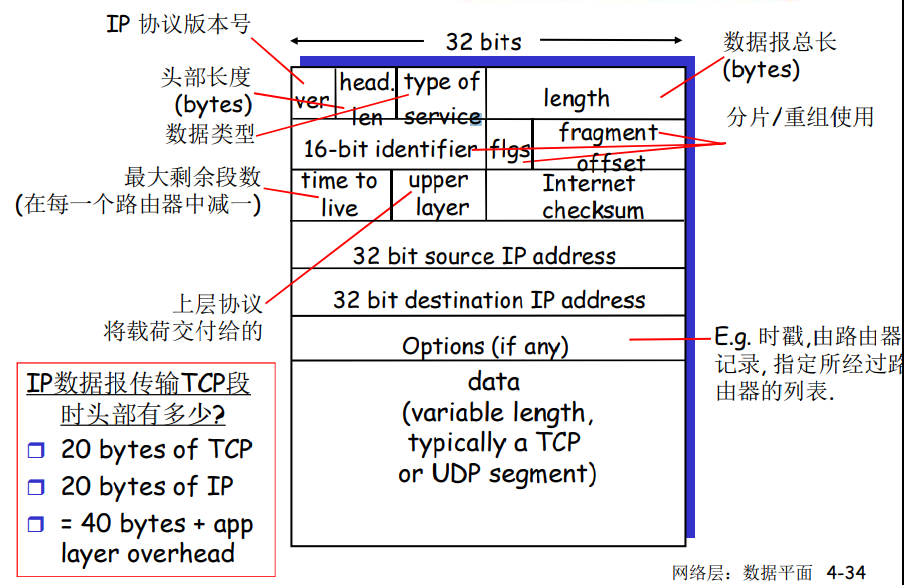 IP 协议版本号
32 bits
数据报总长
(bytes)
头部长度
(bytes)
数据类型
ver
head.
len
type of
service
length
分片/重组使用
16-bit identifier
flgs
fragment
offset
最大剩余段数
(在每一个路由器中减一)
time to
live
upper
layer
Internet
checksum
32 bit source IP address
上层协议
将载荷交付给的
32 bit destination IP address
Options (if any)
E.g. 时戳,由路由器
记录, 指定所经过路
由器的列表.
data
(variable length,
typically a TCP
or UDP segment)
IP数据报传输TCP段
时头部有多少?
20 bytes of TCP
20 bytes of IP
= 40 bytes + app
layer overhead
网络层：数据平面 4-34